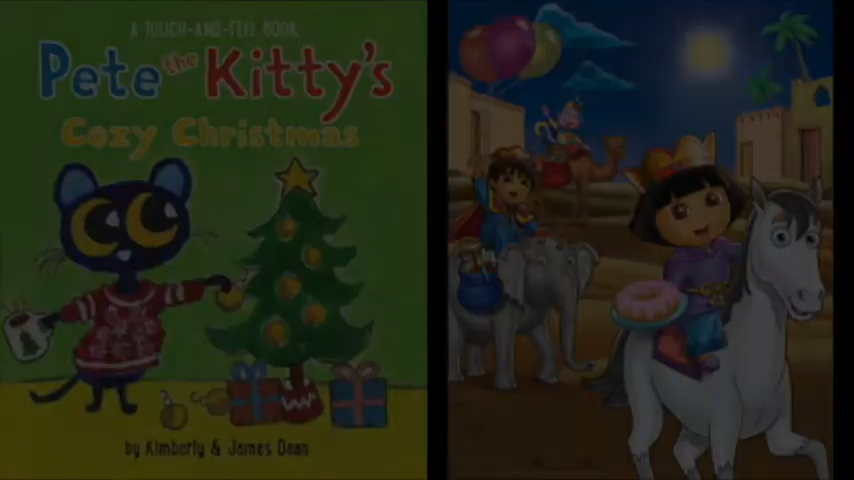 A TOUCH-AND-FEEL BOOK
Pete the Kitty's
Cozy Christmas
by Kimberly & James Dean